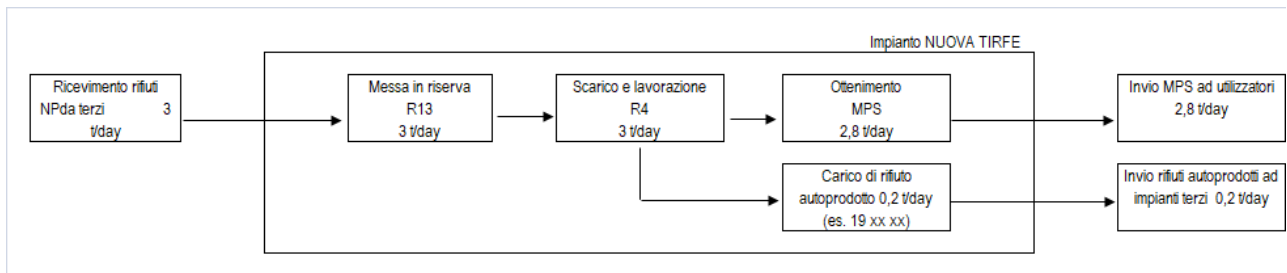 Impianto NUOVA TIRFE
Ricevimento rifiuti
NPda terzi 3
t/day
Messa in riserva
R13
3 t/day
Scarico e lavorazione
R4
3 t/day
Ottenimento
MPS
2,8 t/day
Invio MPS ad utilizzatori
2,8 t/day
Carico di rifiuto
autoprodotto 0,2 t/day
(es. 19 xx xx)
Invio rifiuti autoprodotti ad
impianti terzi 0,2 t/day